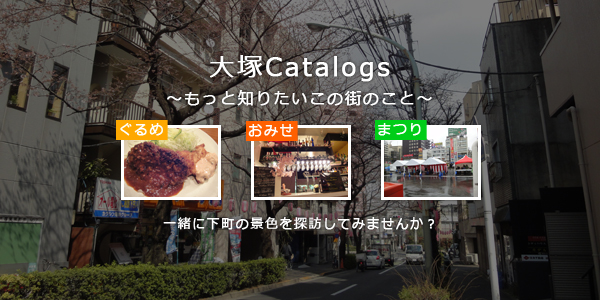 大塚Catalogs
～もっと知りたいこの街のこと～
ぐるめ
おみせ
まつり
一緒に下町の景色を探訪してみませんか？